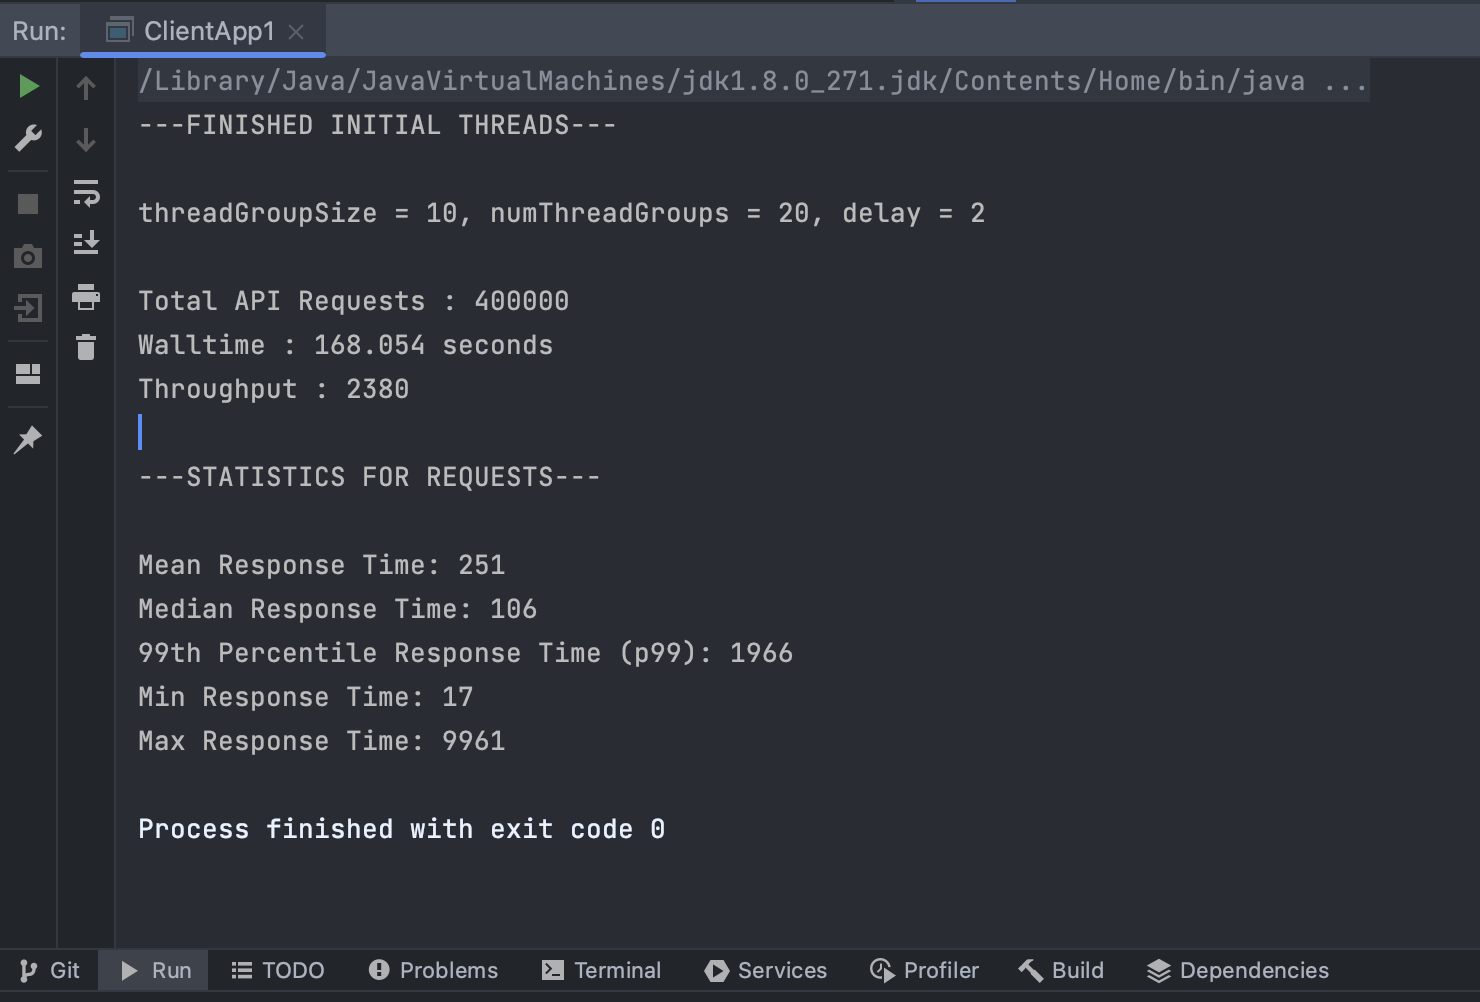 Run: ClientApp1
/Library/Java/JavaVirtualMachines/jdk1.8.0_271.jdk/Contents/Home/bin/java ...
---FINISHED INITIAL THREADS---
threadGroupSize = 10, numThreadGroups = 20, delay = 2
Total API Requests : 400000
Walltime : 168.054 seconds
Throughput : 2380
---STATISTICS FOR REQUESTS---
Mean Response Time: 251
Median Response Time: 106
99th Percentile Response Time (p99): 1966
Min Response Time: 17
Max Response Time: 9961
Process finished with exit code 0
Git Run TODO Problems Terminal Services Profiler Build Dependencies